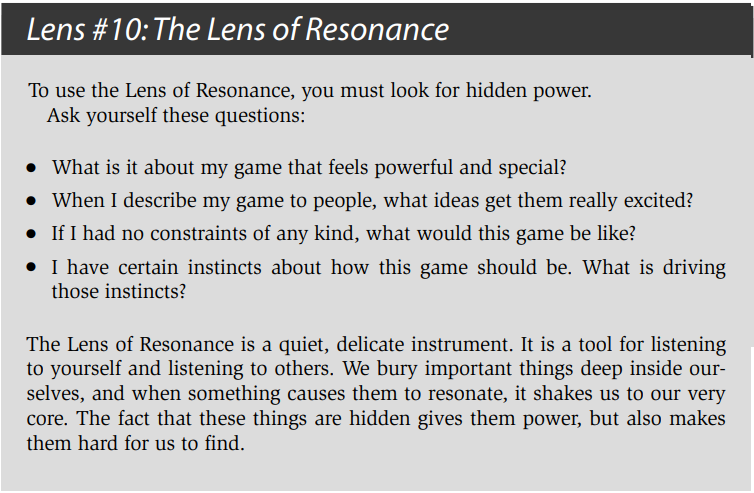 Lens #10: The Lens of Resonance
To use the Lens of Resonance, you must look for hidden power.
Ask yourself these questions:
● What is it about my game that feels powerful and special?
● When I describe my game to people, what ideas get them really excited?
● If I had no constraints of any kind, what would this game be like?
● I have certain instincts about how this game should be. What is driving
those instincts?
The Lens of Resonance is a quiet, delicate instrument. It is a tool for listening
to yourself and listening to others. We bury important things deep inside our-
selves, and when something causes them to resonate, it shakes us to our very
core. The fact that these things are hidden gives them power, but also makes
them hard for us to find.